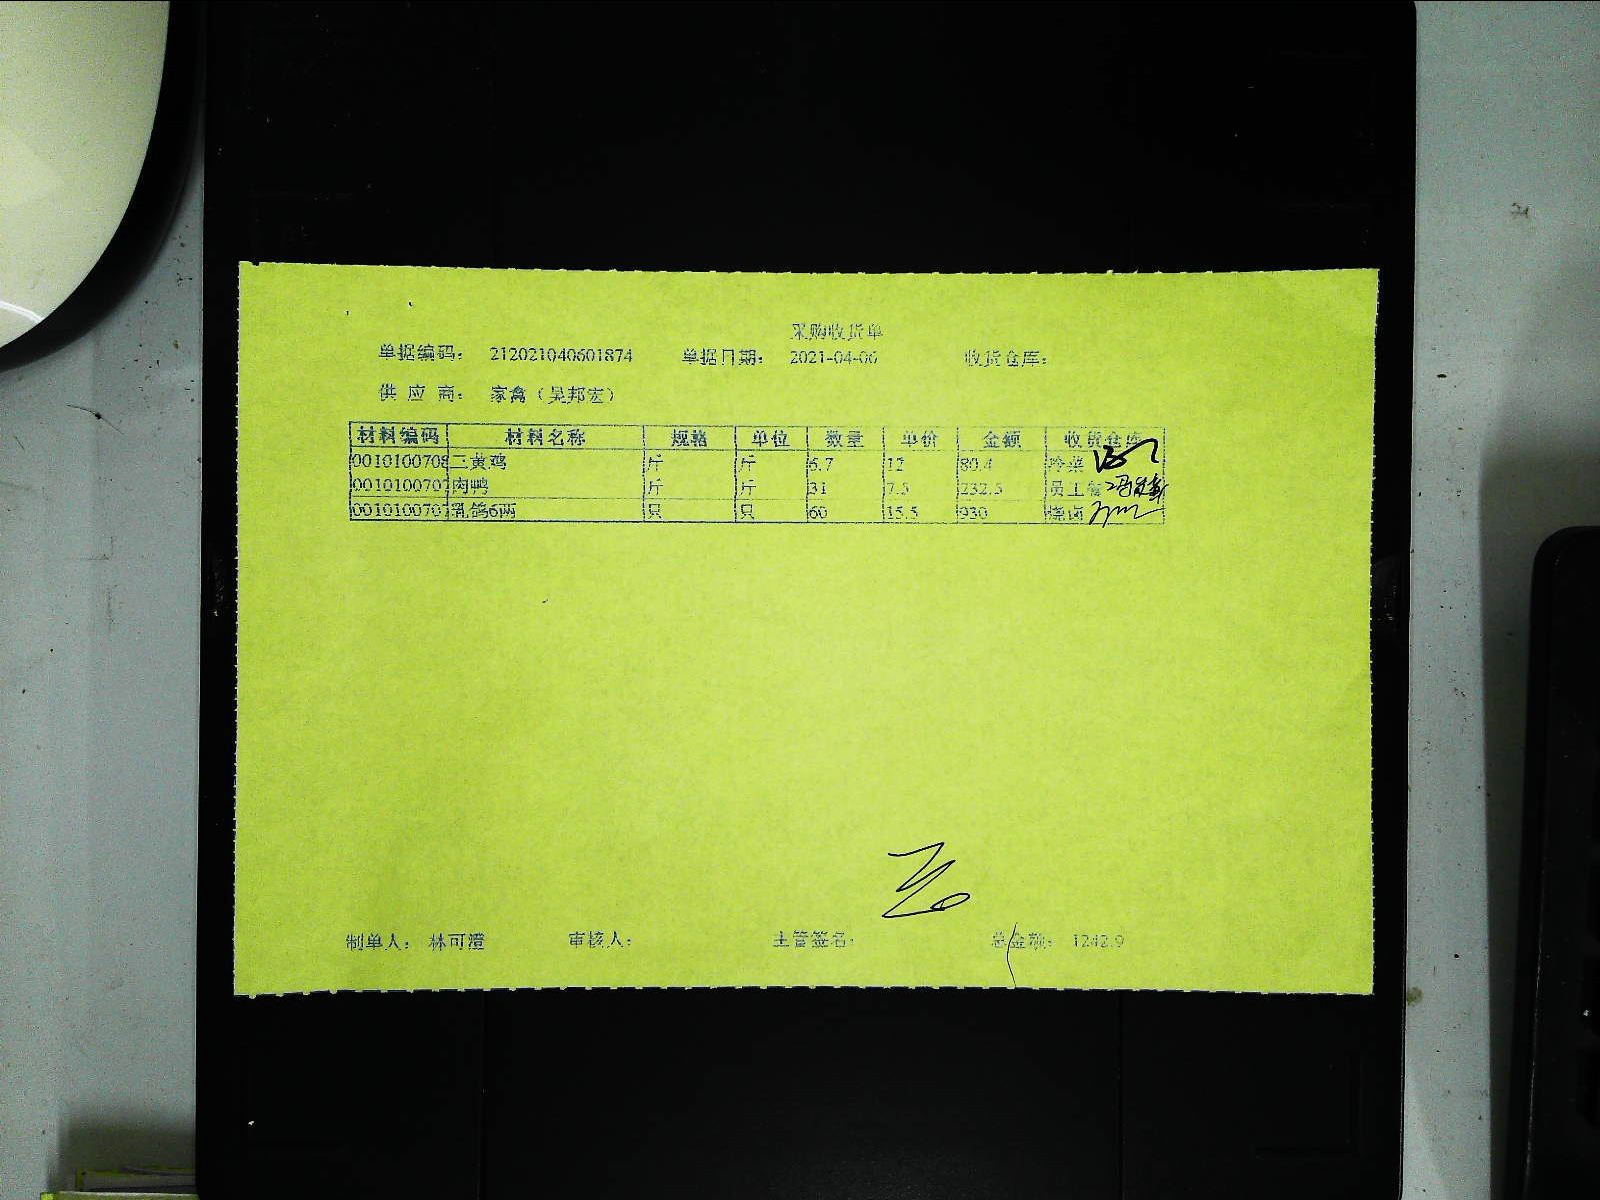 采购收货单
单据编码： 212021040601874 单据日期： 2021-04-06 收货仓库：
供 应 商： 家禽（吴邦宏）
材料编码 材料名称 规格 单位 数量 单价 金额 收货仓库
0010100708 三黄鸡 斤 斤 6.7 12 80.4 冷菜
001010070 肉鸭 斤 斤 31 7.5 232.5 员工餐
001010070 乳鸽6两 只 只 60 15.5 930 烧卤
制单人： 林可澄 审核人： 主管签名： 总金额： 1242.9